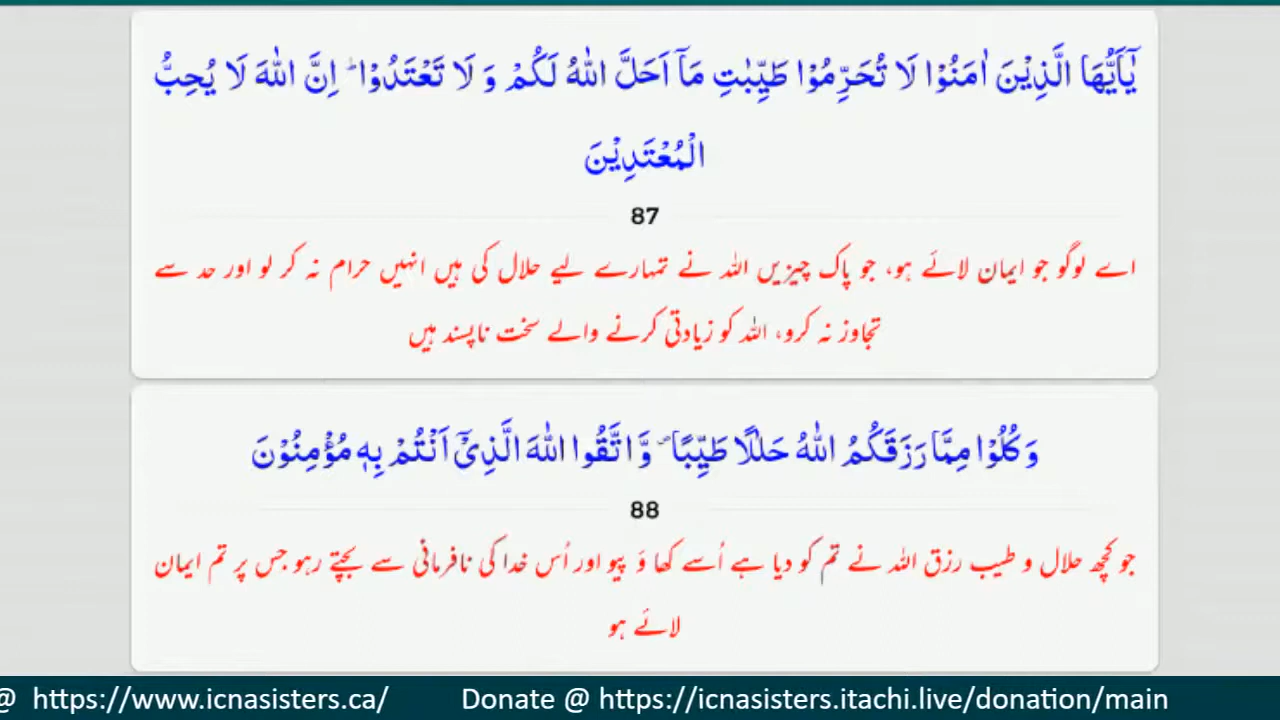 يٰۤاَيُّهَا الَّذِيْنَ اٰمَنُوْا لَا تُحَرِّمُوْا طَيِّبٰتِ مَاۤ اَحَلَّ اللّٰهُ لَكُمْ وَ لَا تَعْتَدُوْا ؕ اِنَّ اللّٰهَ لَا يُحِبُّ
الْمُعْتَدِيْنَ
87
اے لوگو جو ایمان لائے ہو، جو پاک چیزیں اللہ نے تمہارے لیے حلال کی ہیں انہیں حرام نہ کر لو اور حد سے
تجاوز نہ کرو، اللہ کو زیادتی کرنے والے سخت ناپسند ہیں
وَ كُلُوْا مِمَّا رَزَقَكُمُ اللّٰهُ حَلٰلًا طَيِّبًا ۪ وَّ اتَّقُوا اللّٰهَ الَّذِيْۤ اَنْتُمْ بِهٖ مُؤْمِنُوْنَ
88
جو کچھ حلال و طیب رزق اللہ نے تم کو دیا ہے اُسے کھا ؤ پیو اور اُس خدا کی نافرمانی سے بچتے رہو جس پر تم ایمان
لائے ہو
@ https://www.icnasisters.ca/ Donate @ https://icnasisters.itachi.live/donation/main